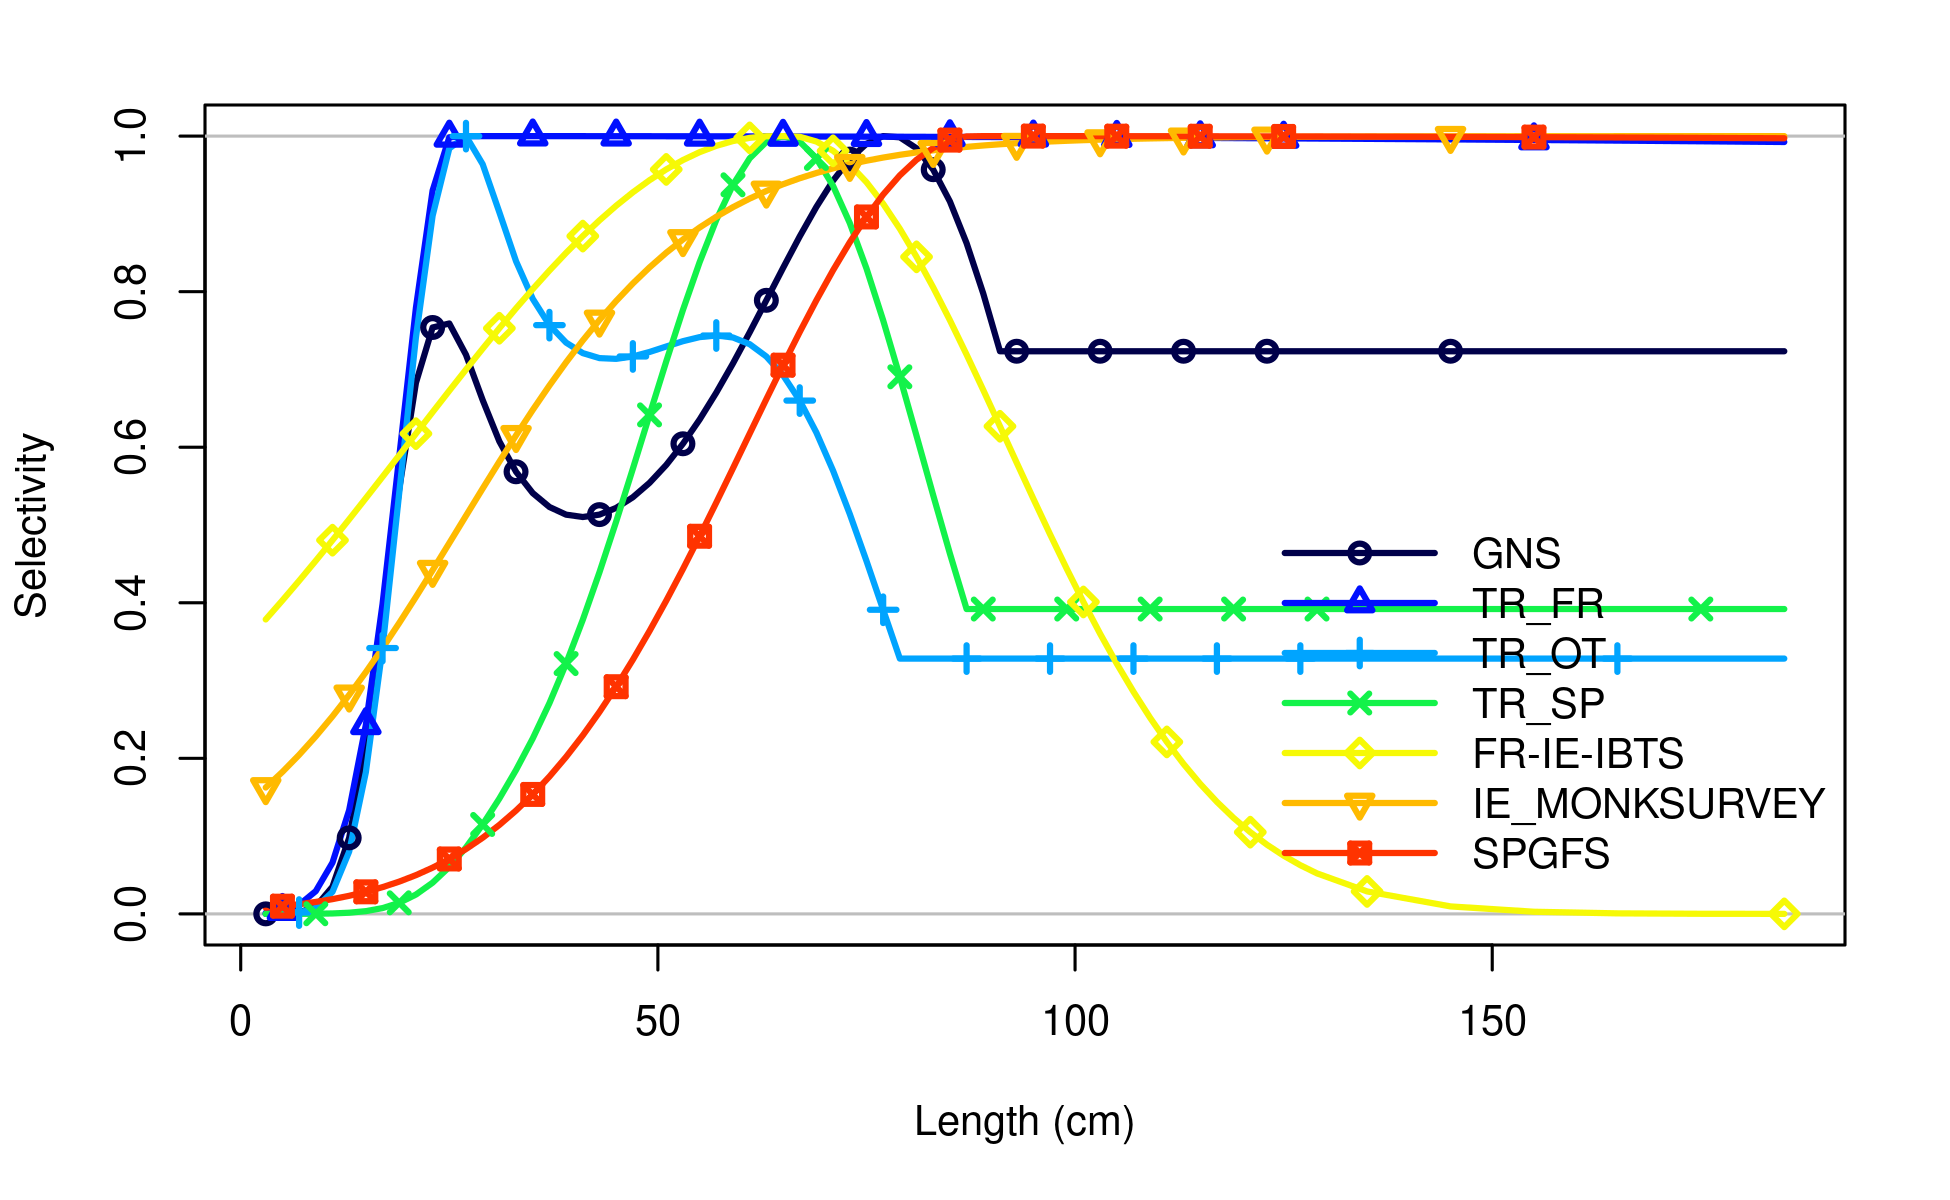 1.0
0.8
0.6
0.4
0.2
0.0
Selectivity
0
50
100
150
Length (cm)
GNS
TR_FR
TR_OT
TR_SP
FR-IE-IBTS
IE_MONKSURVEY
SPGFS